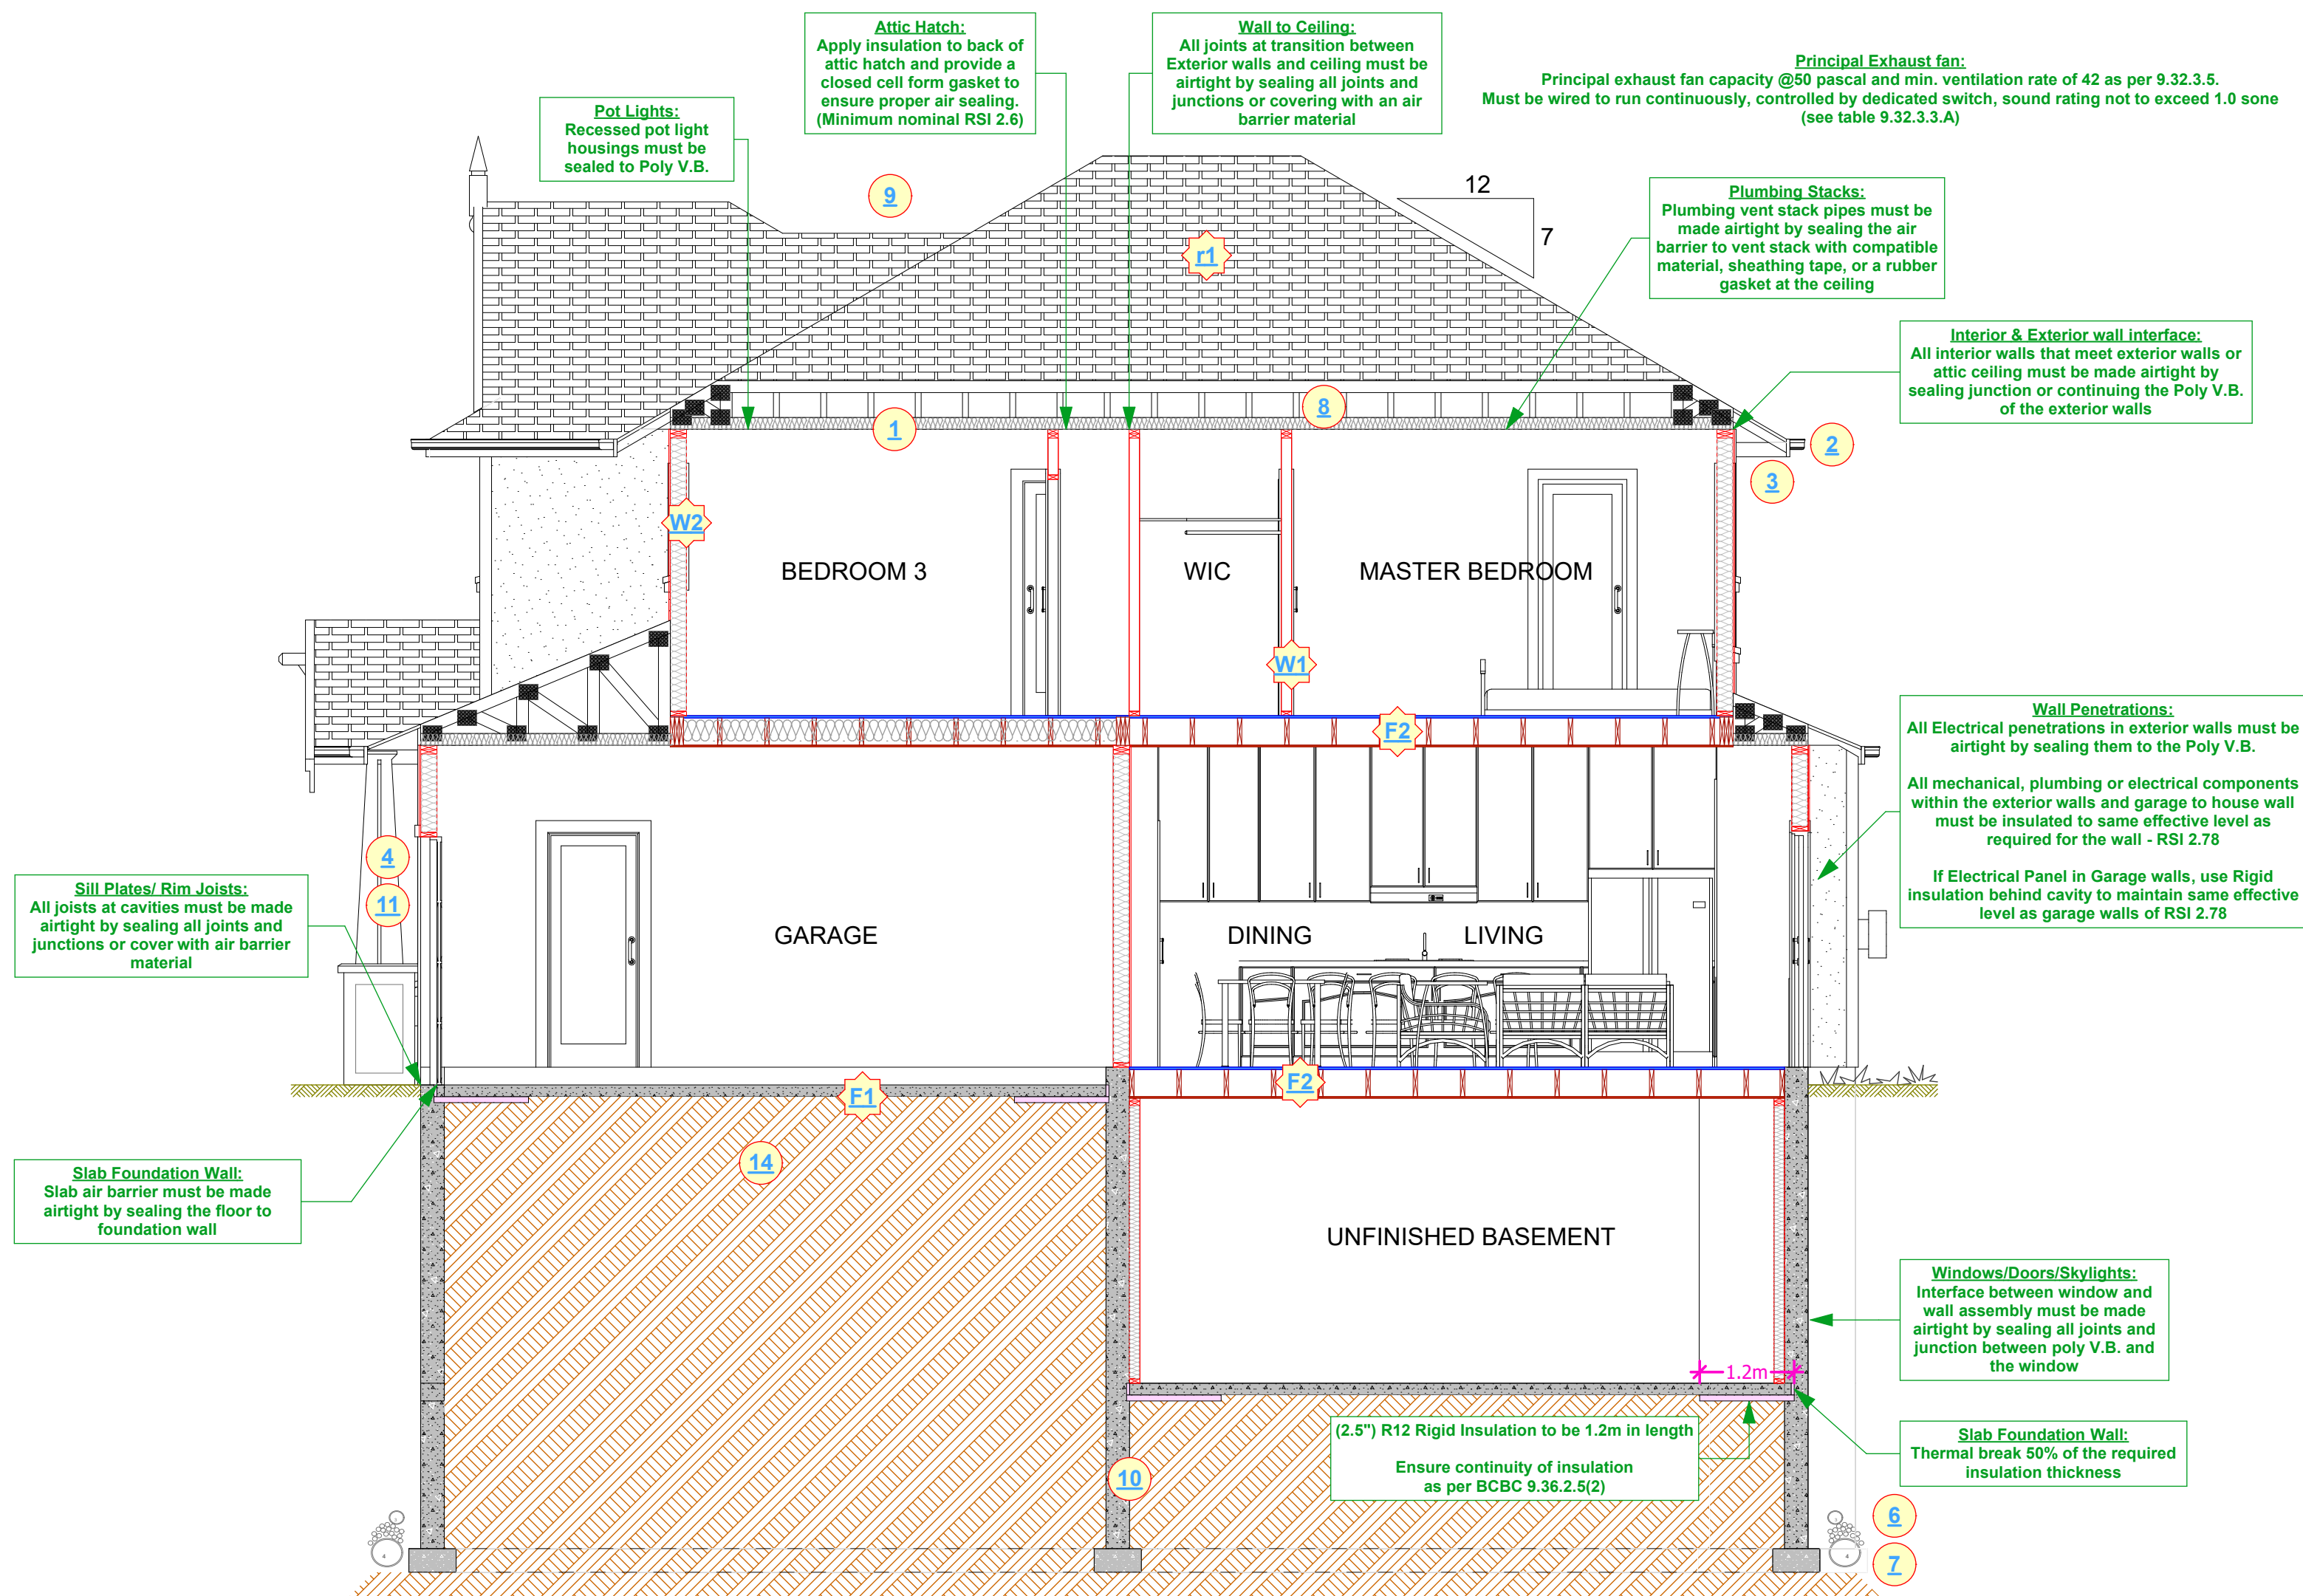 Attic Hatch:
Apply insulation to back of
attic hatch and provide a
closed cell form gasket to
ensure proper air sealing.
(Minimum nominal RSI 2.6)
Wall to Ceiling:
All joints at transition between
Exterior walls and ceiling must be
airtight by sealing all joints and
junctions or covering with an air
barrier material
Principal Exhaust fan:
Principal exhaust fan capacity @50 pascal and min. ventilation rate of 42 as per 9.32.3.5.
Must be wired to run continuously, controlled by dedicated switch, sound rating not to exceed 1.0 sone
(see table 9.32.3.3.A)
Pot Lights:
Recessed pot light
housings must be
sealed to Poly V.B.
9
12
7
r1
Plumbing Stacks:
Plumbing vent stack pipes must be
made airtight by sealing the air
barrier to vent stack with compatible
material, sheathing tape, or a rubber
gasket at the ceiling
Interior & Exterior wall interface:
All interior walls that meet exterior walls or
attic ceiling must be made airtight by
sealing junction or continuing the Poly V.B.
of the exterior walls
8
1
2
3
W2
BEDROOM 3
WIC
MASTER BEDROOM
W1
F2
Wall Penetrations:
All Electrical penetrations in exterior walls must be
airtight by sealing them to the Poly V.B.
All mechanical, plumbing or electrical components
within the exterior walls and garage to house wall
must be insulated to same effective level as
required for the wall - RSI 2.78
If Electrical Panel in Garage walls, use Rigid
insulation behind cavity to maintain same effective
level as garage walls of RSI 2.78
4
11
Sill Plates/ Rim Joists:
All joists at cavities must be made
airtight by sealing all joints and
junctions or cover with air barrier
material
GARAGE
DINING
LIVING
F1
F2
14
Slab Foundation Wall:
Slab air barrier must be made
airtight by sealing the floor to
foundation wall
UNFINISHED BASEMENT
Windows/Doors/Skylights:
Interface between window and
wall assembly must be made
airtight by sealing all joints and
junction between poly V.B. and
the window
1.2m
(2.5") R12 Rigid Insulation to be 1.2m in length
Ensure continuity of insulation
as per BCBC 9.36.2.5(2)
Slab Foundation Wall:
Thermal break 50% of the required
insulation thickness
10
6
7
4
4